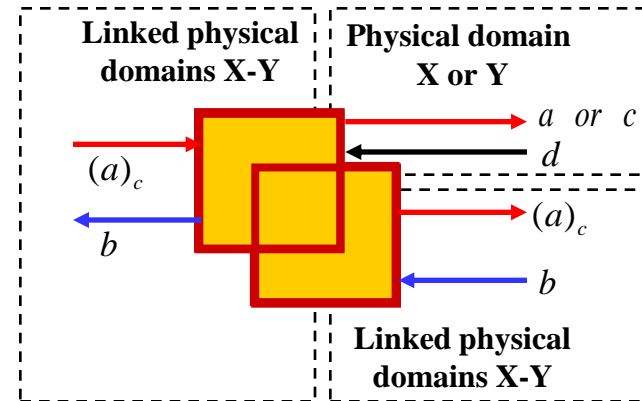 Linked physical
domains X-Y
Physical domain
X or Y
(a)c
b
a or c
d
(a)c
b
Linked physical
domains X-Y